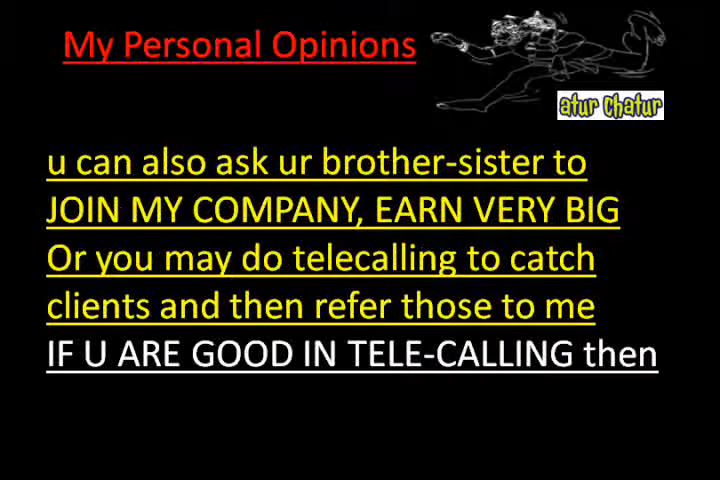 My Personal Opinions
atur chatur
u can also ask ur brother-sister to
JOIN MY COMPANY, EARN VERY BIG
Or you may do telecalling to catch
clients and then refer those to me
IF U ARE GOOD IN TELE-CALLING then